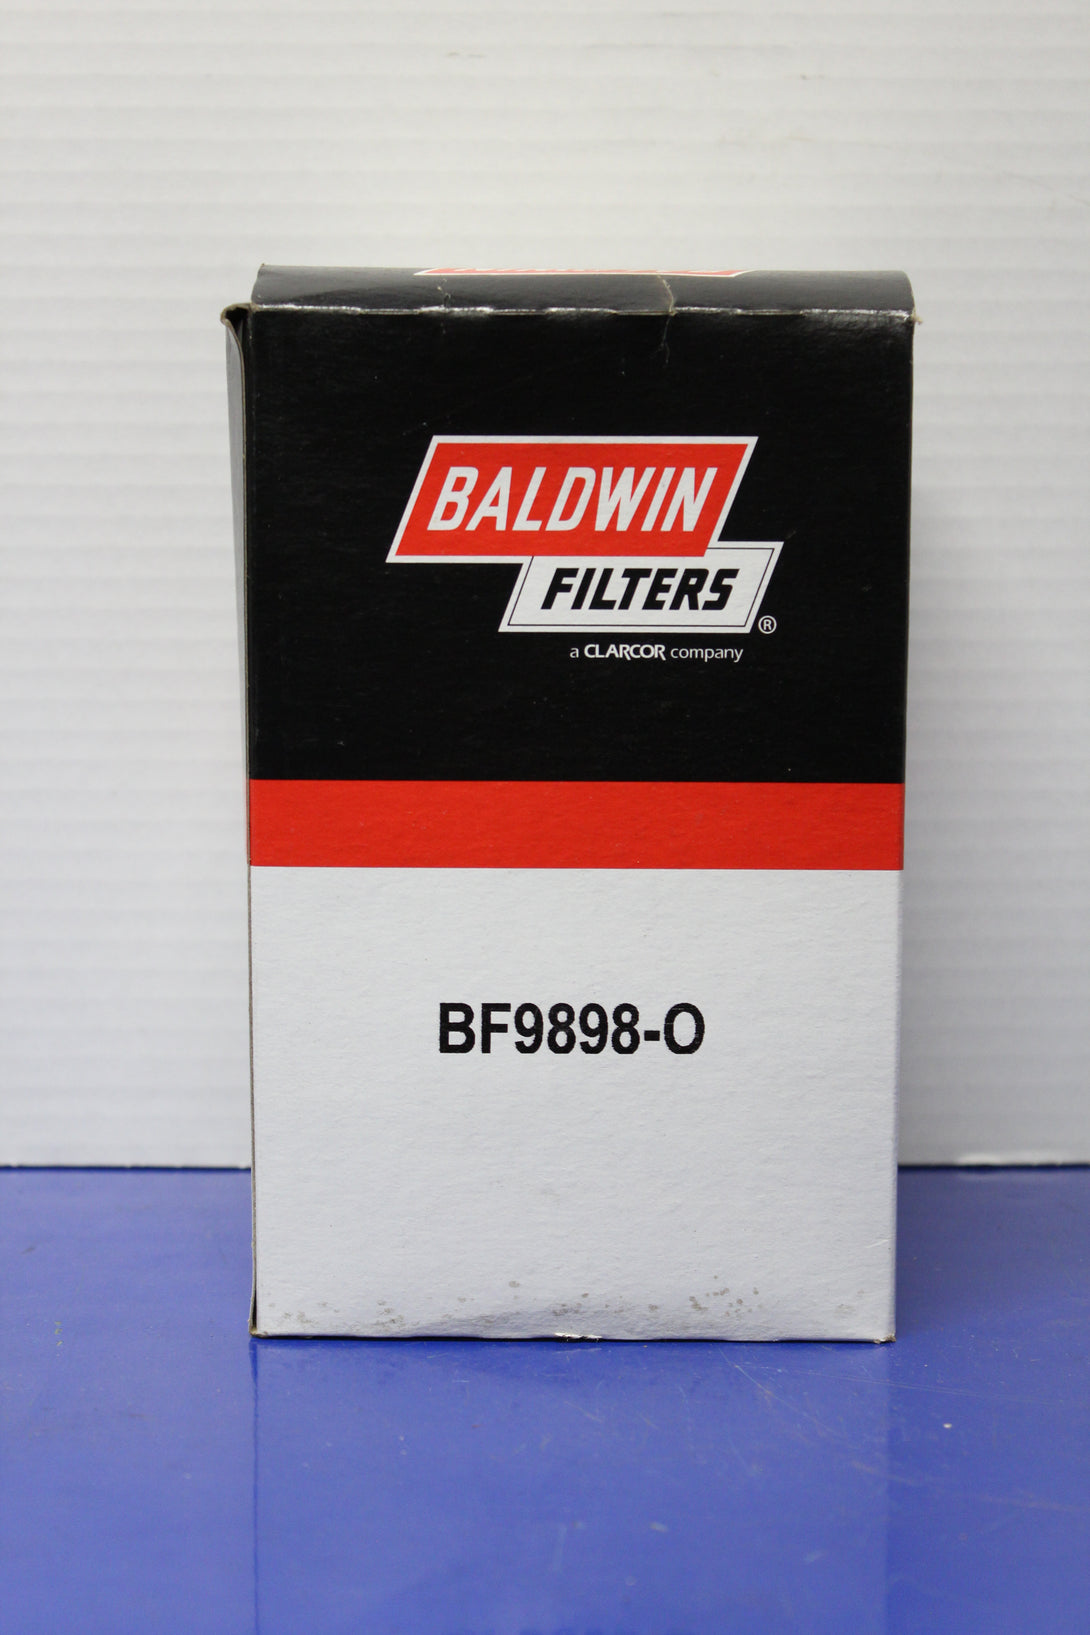 BALDWIN
FILTERS
®
a CLARCOR company
BF9898-O